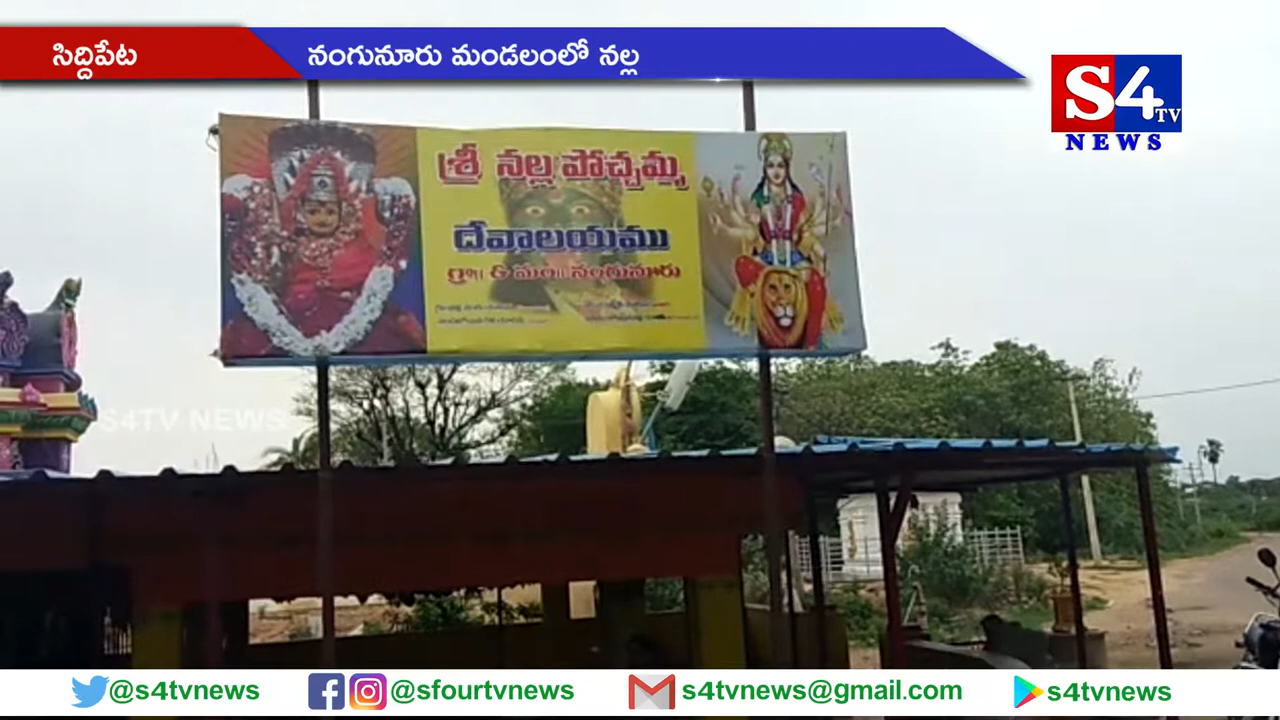 సిద్దిపేట
నంగునూరు మండలంలో నల్ల
S4 TV
NEWS
శ్రీ నల్ల పోచ్చమ్మ
దేవాలయము
గ్రా|| & మం|| నంగునూరు
S4TV NEWS
@s4tvnews
@sfourtvnews
s4tvnews@gmail.com
s4tvnews